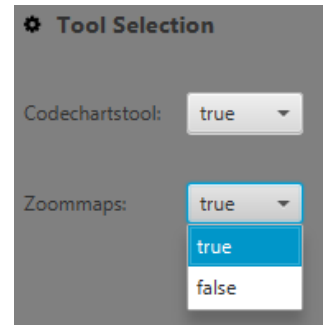 Tool Selection
Codechartstool: true
Zoommaps: true
true
false